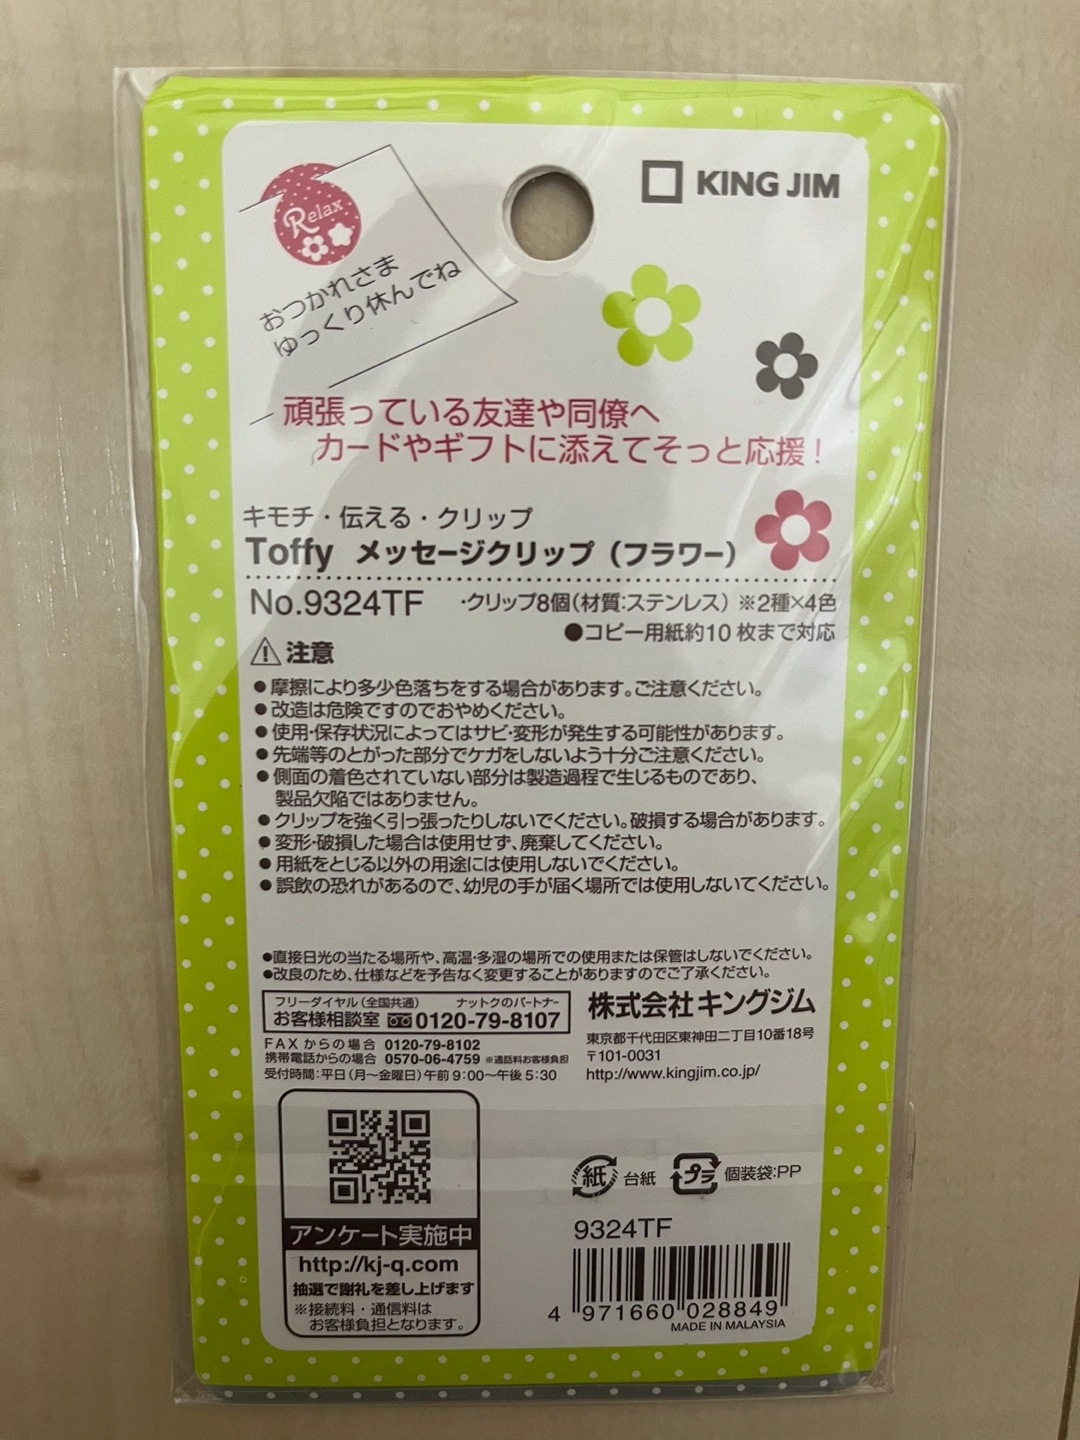 KING JIM
Relax
おつかれさま
ゆっくり休んでね
頑張っている友達や同僚へ
カードやギフトに添えてそっと応援！
キモチ・伝える・クリップ
Toffy メッセージクリップ（フラワー）
No.9324TF ・クリップ8個(材質:ステンレス) ※2種×4色
●コピー用紙約10枚まで対応
注意
●摩擦により多少色落ちをする場合があります。ご注意ください。
●改造は危険ですのでおやめください。
●使用・保存状況によってはサビ・変形が発生する可能性があります。
●先端等のとがった部分でケガをしないよう十分ご注意ください。
●側面の着色されていない部分は製造過程で生じるものであり、
製品欠陥ではありません。
●クリップを強く引っ張ったりしないでください。破損する場合があります。
●変形・破損した場合は使用せず、廃棄してください。
●用紙をとじる以外の用途には使用しないでください。
●誤飲の恐れがあるので、幼児の手が届く場所では使用しないてください。
●直接日光の当たる場所や、高温・多湿の場所での使用または保管はしないでください。
●改良のため、仕様などを予告なく変更することがありますのでご了承ください。
フリーダイヤル(全国共通) ナットクのパートナー
お客様相談室 0120-79-8107
FAXからの場合 0120-79-8102
携帯電話からの場合 0570-06-4759 ※通話料お客様負担
受付時間:平日(月～金曜日)午前9:00～午後5:30
株式会社キングジム
東京都千代田区東神田二丁目10番18号
〒101-0031
http://www.kingjim.co.jp/
アンケート実施中
http://kj-q.com
抽選で謝礼を差し上げます
※接続料・通信料は
お客様負担となります。
紙 台紙 プラ 個装袋:PP
9324TF
4 971660 028849
MADE IN MALAYSIA